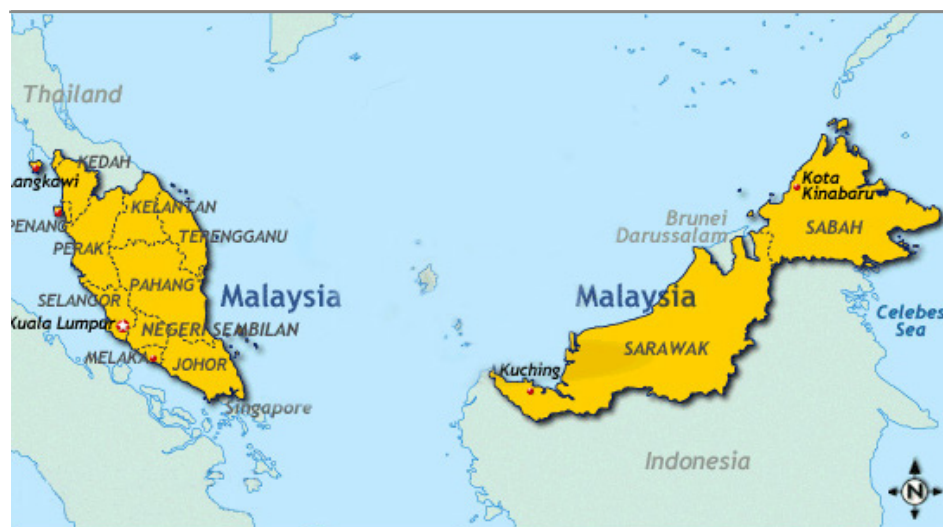 Thailand
KEDAH
Langkawi
KELANTAN
PENANG
TERENGGANU
PERAK
PAHANG
SELANGOR
Malaysia
Kuala Lumpur
NEGERI SEMBILAN
MELAKA
JOHOR
Singapore
Kota
Kinabaru
SABAH
Brunei
Darussalam
Malaysia
Celebes
Sea
SARAWAK
Kuching
Indonesia
N